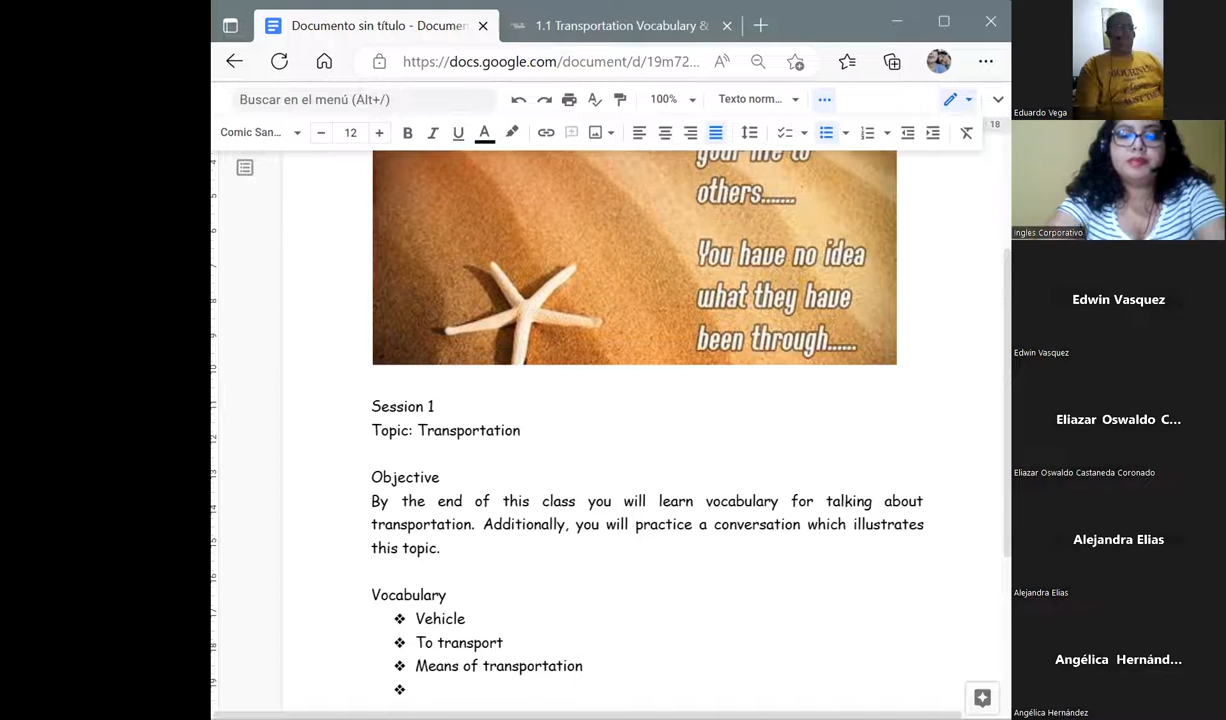 Documento sin título - Documen
1.1 Transportation Vocabulary &
https://docs.google.com/document/d/19m72...
Buscar en el menú (Alt+/)
100%
Texto norm...
Comic San...
12
18
your life to
others.......
You have no idea
what they have
been through......
Session 1
Topic: Transportation
Objective
By the end of this class you will learn vocabulary for talking about
transportation. Additionally, you will practice a conversation which illustrates
this topic.
Vocabulary
❖ Vehicle
❖ To transport
❖ Means of transportation
❖
Eduardo Vega
Ingles Corporativo
Edwin Vasquez
Edwin Vasquez
Eliazar Oswaldo C...
Eliazar Oswaldo Castaneda Coronado
Alejandra Elias
Alejandra Elias
Angélica Hernánd...
Angélica Hernández